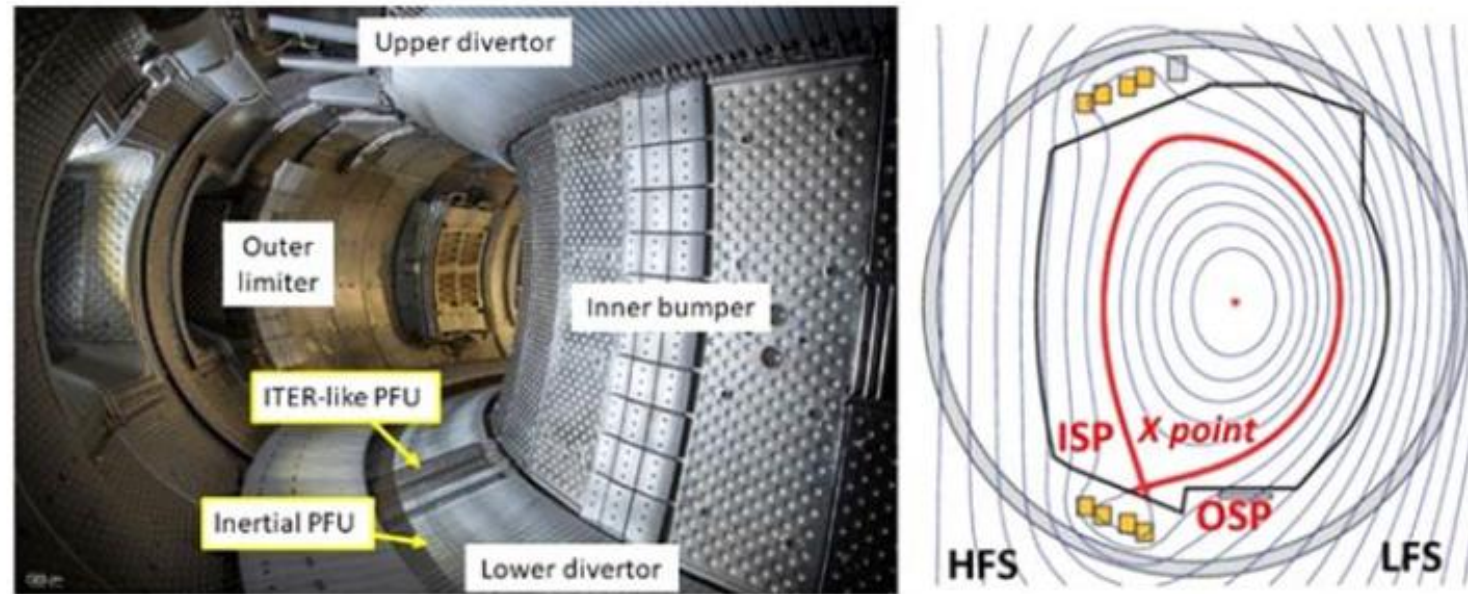 Upper divertor
Outer
limiter
Inner bumper
ITER-like PFU
Inertial PFU
Lower divertor
ISP
X point
OSP
HFS
LFS